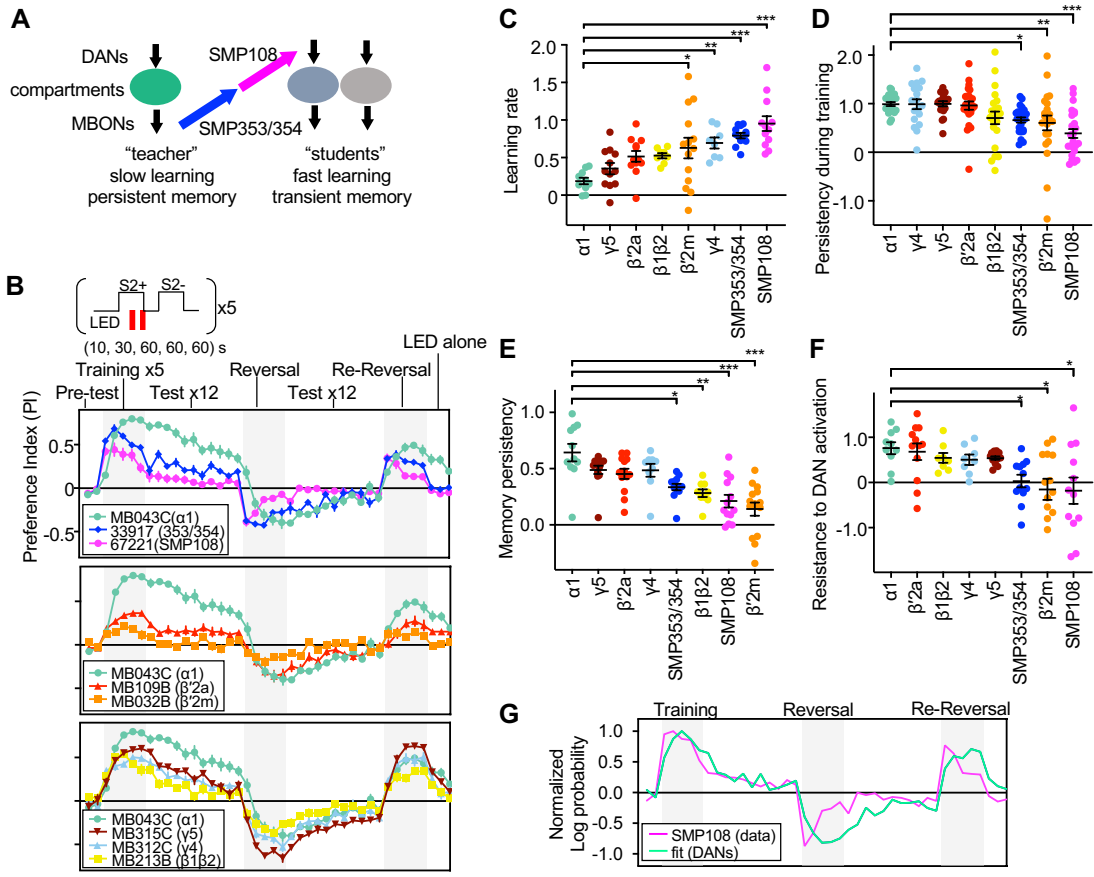 A
DANs
compartments
MBONs
SMP108
SMP353/354
"teacher"
slow learning
persistent memory
"students"
fast learning
transient memory
B
S2+ S2-
LED
x5
(10, 30, 60, 60, 60) s
LED alone
Training x5 Reversal Re-Reversal
Pre-test Test x12 Test x12
Preference Index (PI)
0.5
0
-0.5
MB043C(α1)
33917 (353/354)
67221(SMP108)
MB043C (α1)
MB109B (β'2a)
MB032B (β'2m)
MB043C (α1)
MB315C (γ5)
MB312C (γ4)
MB213B (β1β2)
C
***
***
**
*
Learning rate
2.0
1.5
1.0
0.5
0
α1 γ5 β'2a β1β2 β'2m γ4 SMP353/354 SMP108
D
***
**
*
Persistency during training
2.0
1.0
0
-1.0
α1 γ4 γ5 β'2a β1β2 SMP353/354 β'2m SMP108
E
***
***
**
*
Memory persistency
1.0
0.5
0.0
α1 γ5 β'2a γ4 SMP353/354 β1β2 SMP108 β'2m
F
*
*
*
Resistance to DAN activation
1.0
0
-1.0
α1 β'2a β1β2 γ4 γ5 SMP353/354 β'2m SMP108
G
Training Reversal Re-Reversal
Normalized
Log probability
1.0
0.5
0.0
-0.5
-1.0
SMP108 (data)
fit (DANs)